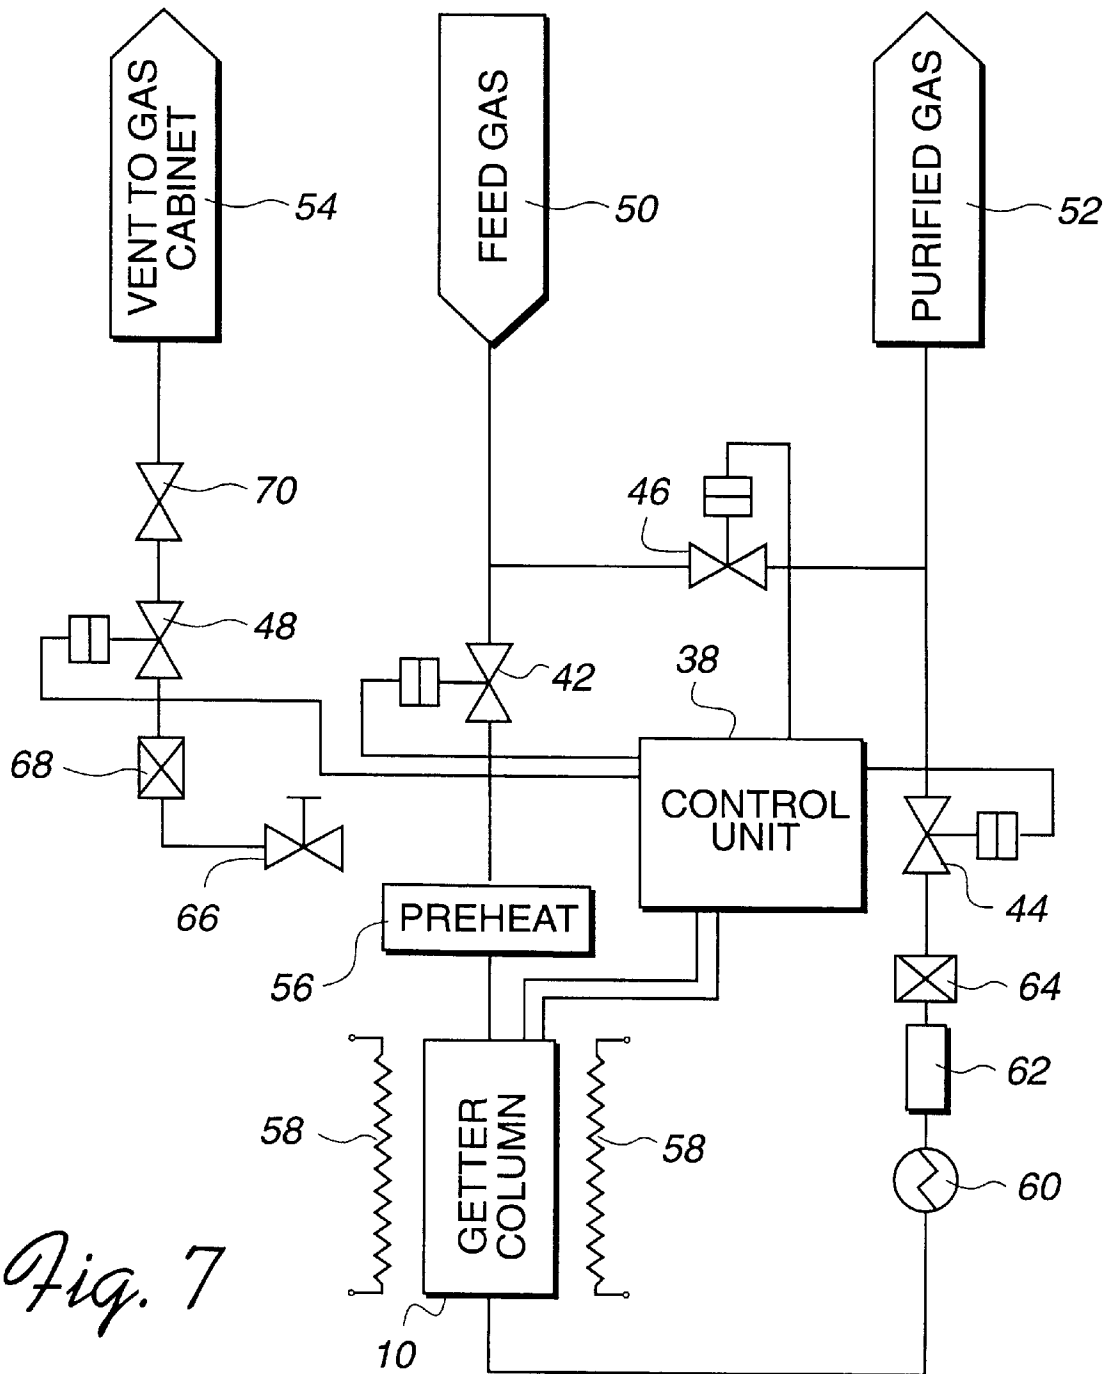 VENT TO GAS
CABINET
54
FEED GAS
50
PURIFIED GAS
52
70
46
48
42
38
68
CONTROL
UNIT
66
44
PREHEAT
56
64
62
58
GETTER
COLUMN
58
60
10
Fig. 7